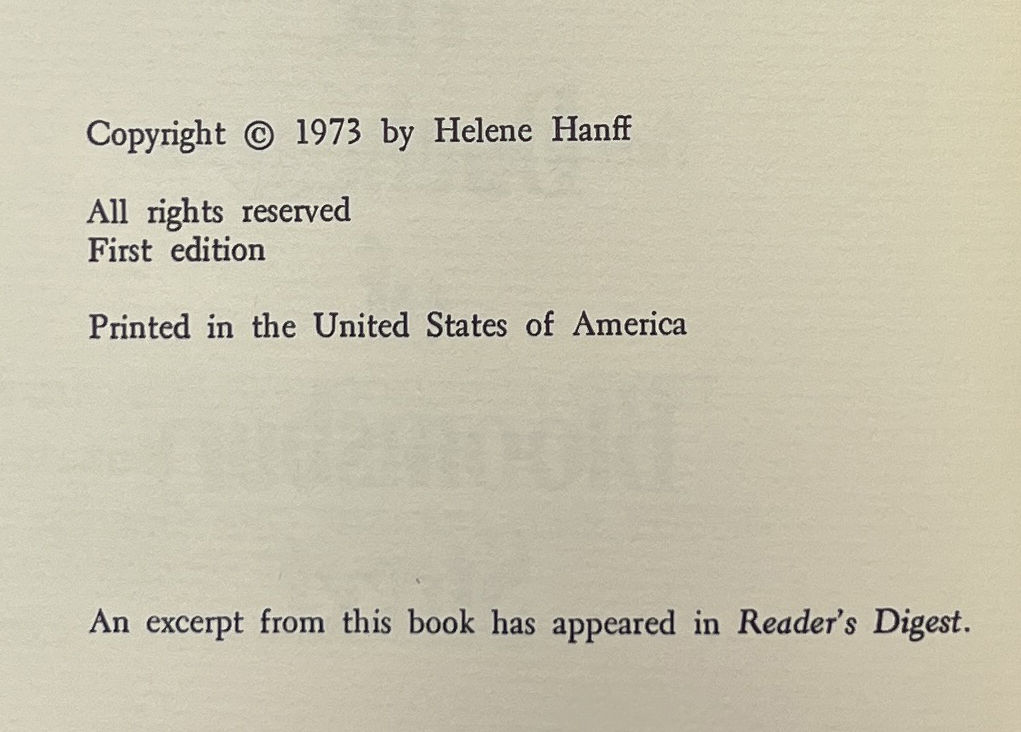 Copyright © 1973 by Helene Hanff
All rights reserved
First edition
Printed in the United States of America
An excerpt from this book has appeared in Reader's Digest.